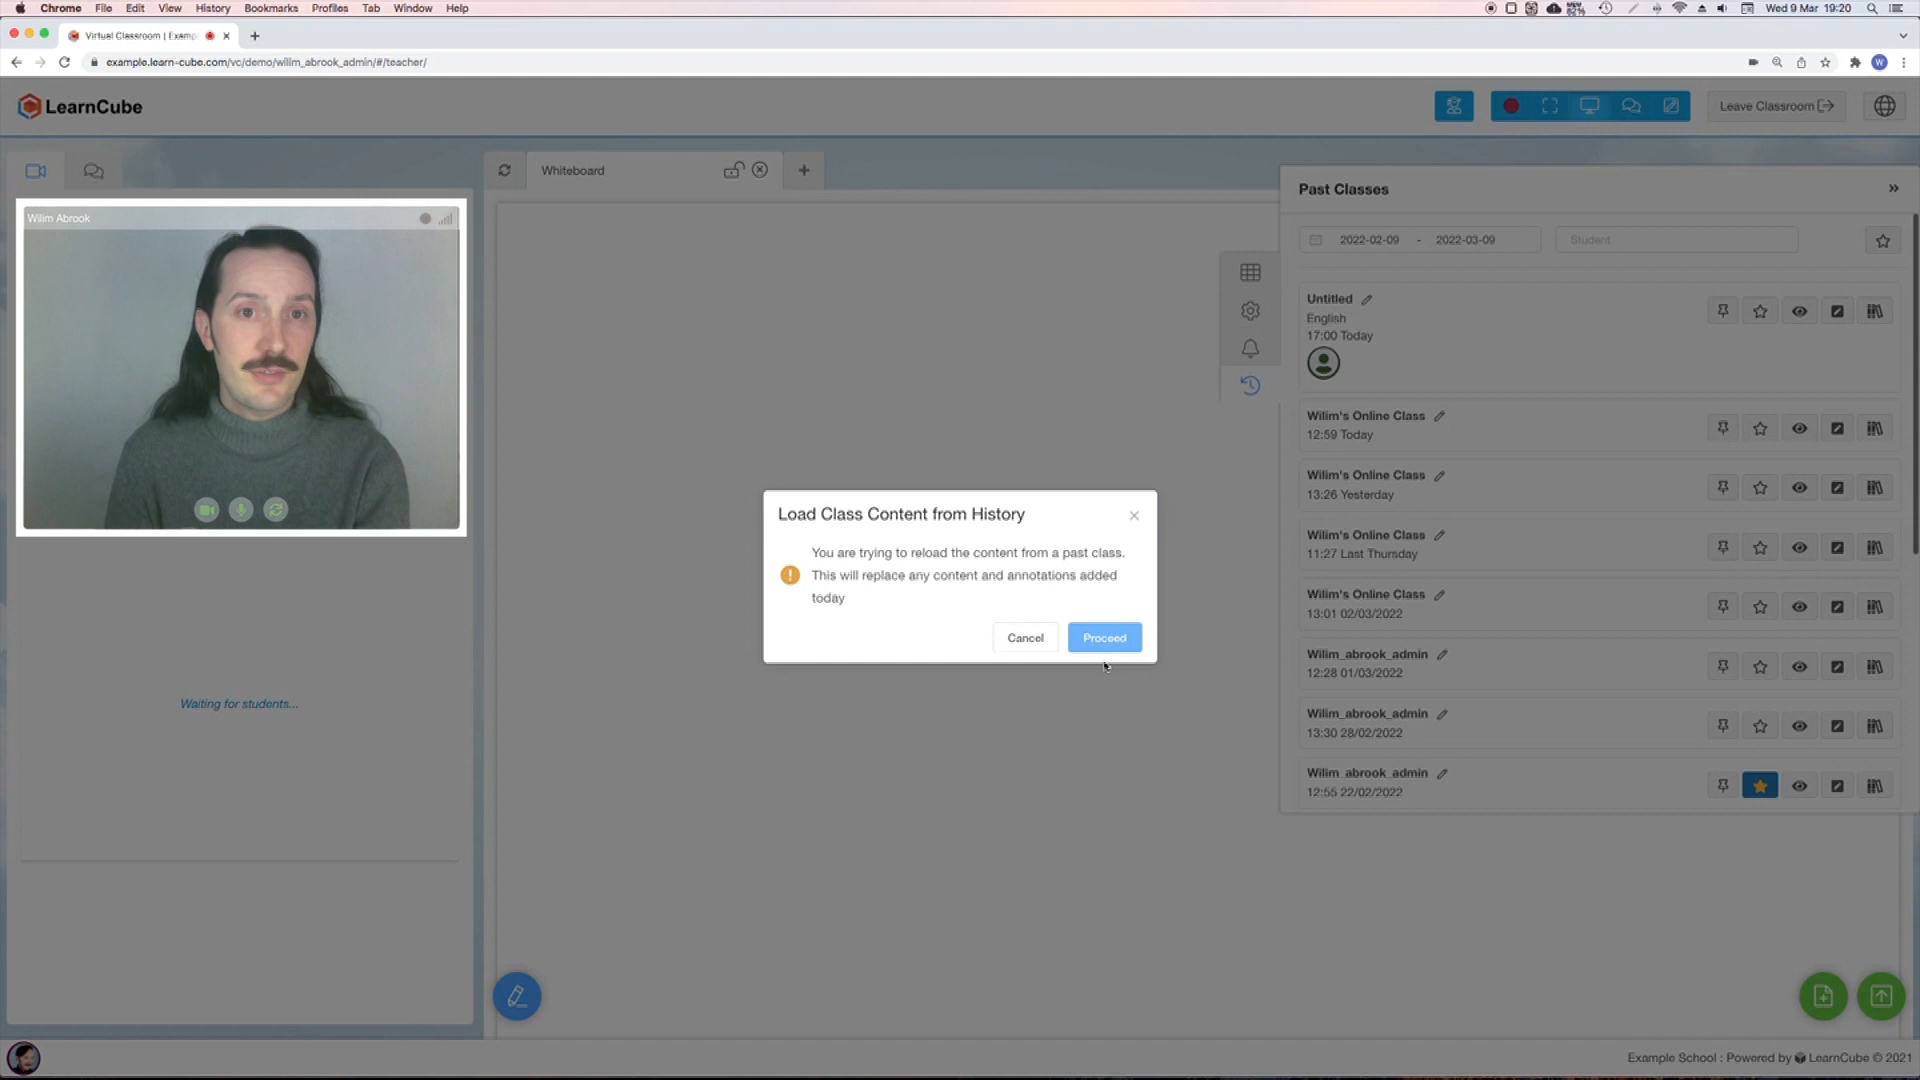 Chrome File Edit View History Bookmarks Profiles Tab Window Help
Wed 9 Mar 19:20
Virtual Classroom | Examp
example.learn-cube.com/vc/demo/wilim_abrook_admin/#/teacher/
W
LearnCube
Leave Classroom
Whiteboard
Wilim Abrook
Waiting for students...
Past Classes
2022-02-09 - 2022-03-09
Student
Untitled
English
17:00 Today
Wilim's Online Class
12:59 Today
Wilim's Online Class
13:26 Yesterday
Wilim's Online Class
11:27 Last Thursday
Wilim's Online Class
13:01 02/03/2022
Wilim_abrook_admin
12:28 01/03/2022
Wilim_abrook_admin
13:30 28/02/2022
Wilim_abrook_admin
12:55 22/02/2022
Load Class Content from History
You are trying to reload the content from a past class.
This will replace any content and annotations added
today
Cancel
Proceed
Example School : Powered by LearnCube © 2021